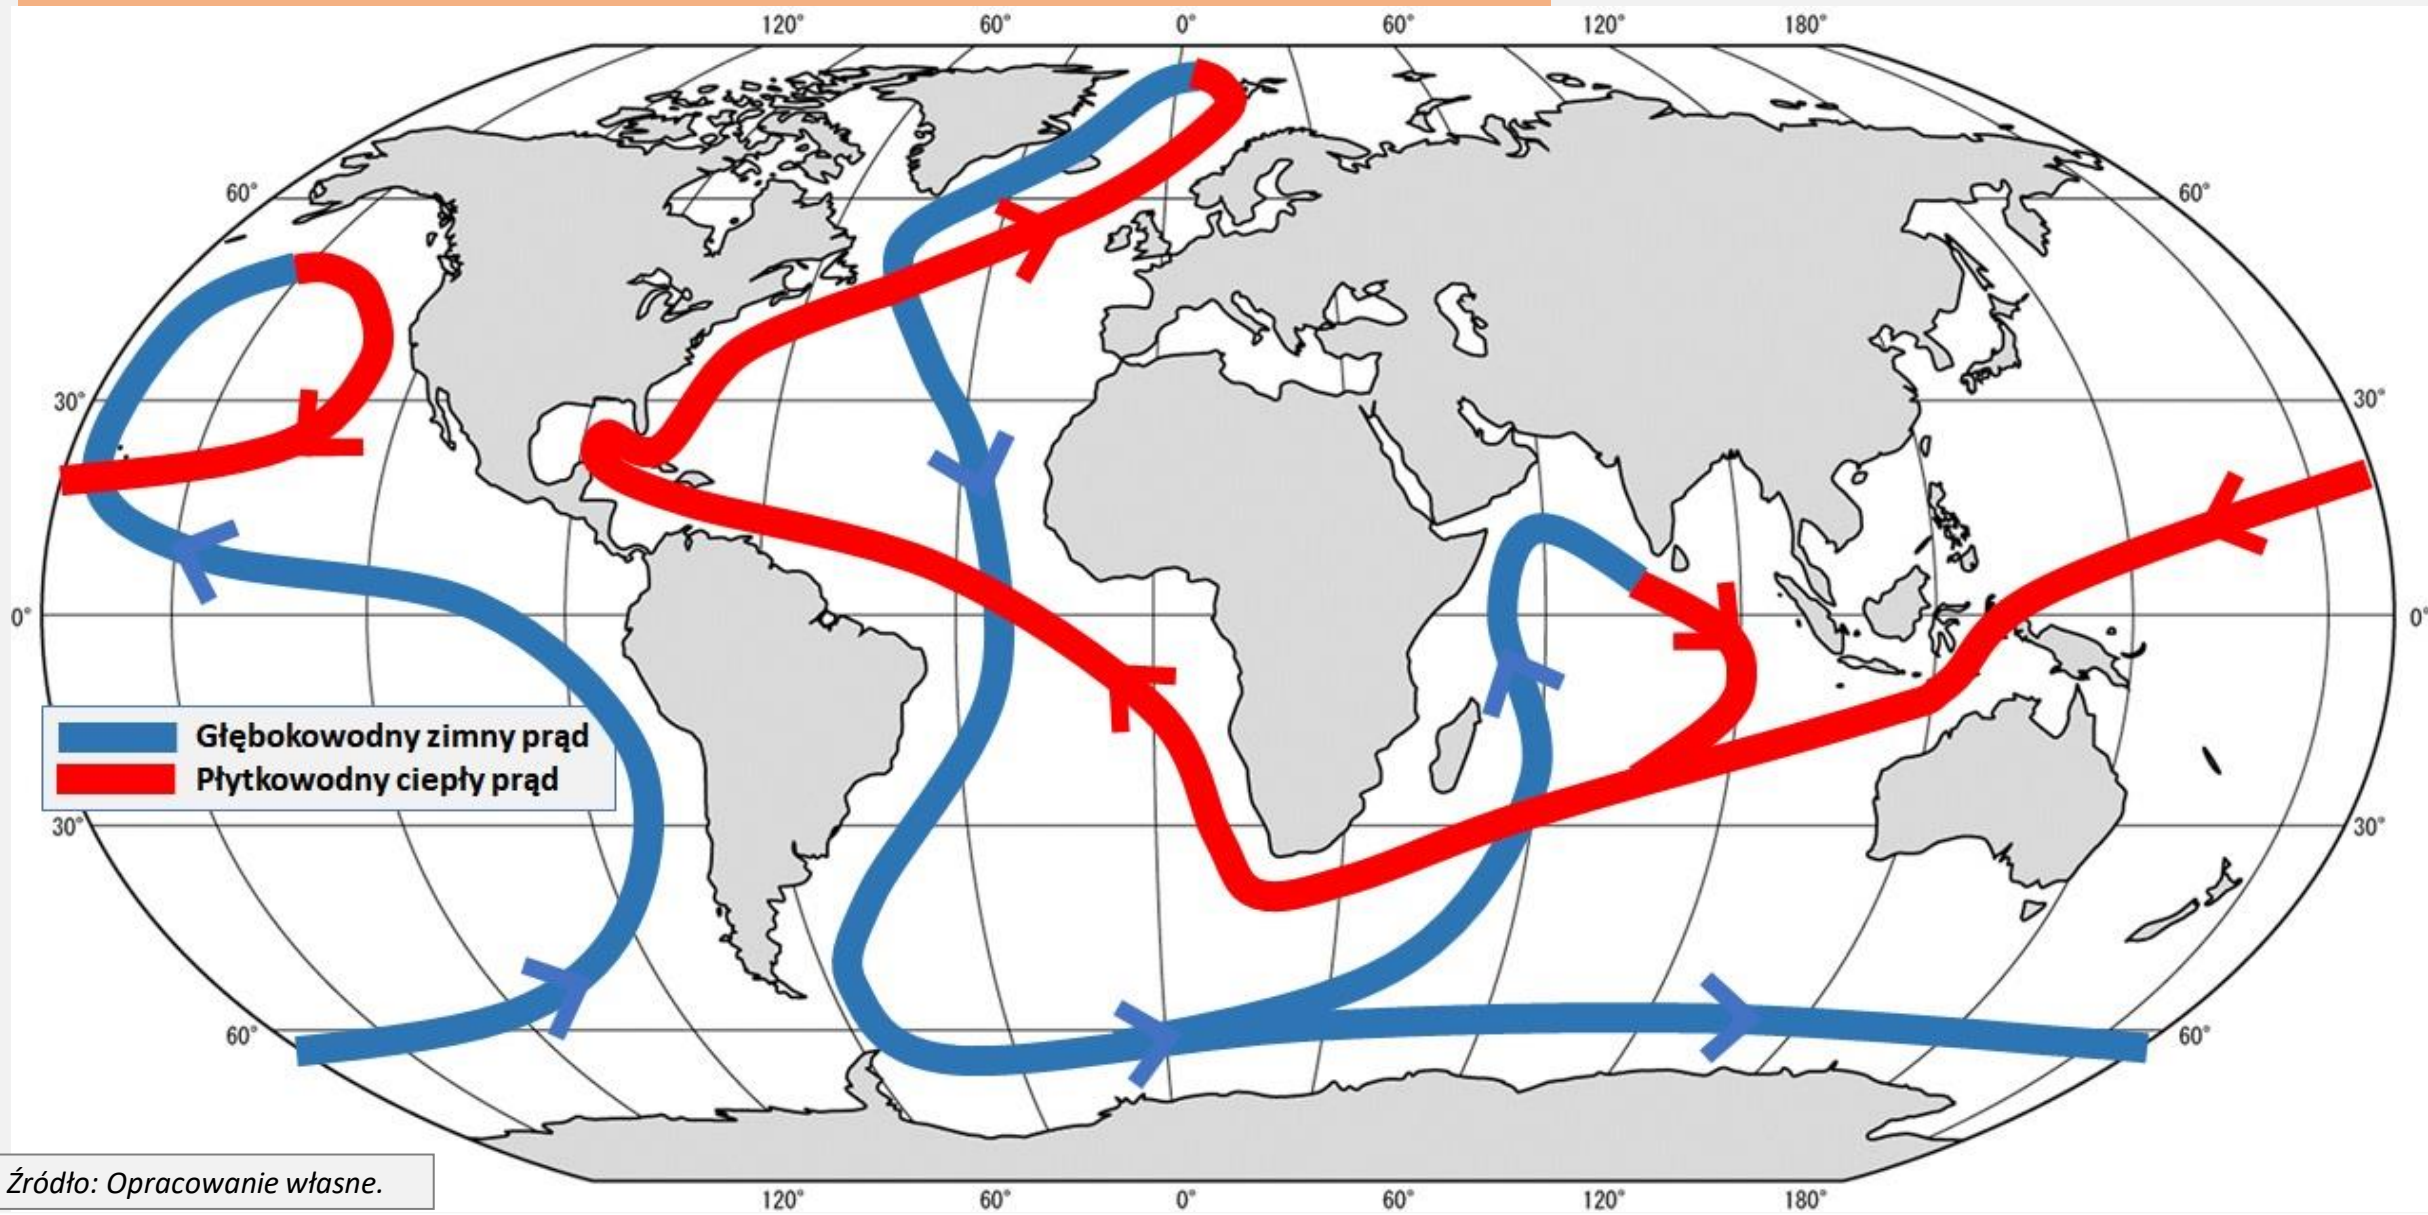 120° 60° 0° 60° 120° 180°
60° 60°
30° 30°
0° 0°
Głębokowodny zimny prąd
Płytkowodny ciepły prąd
30° 30°
60° 60°
Źródło: Opracowanie własne.
120° 60° 0° 60° 120° 180°